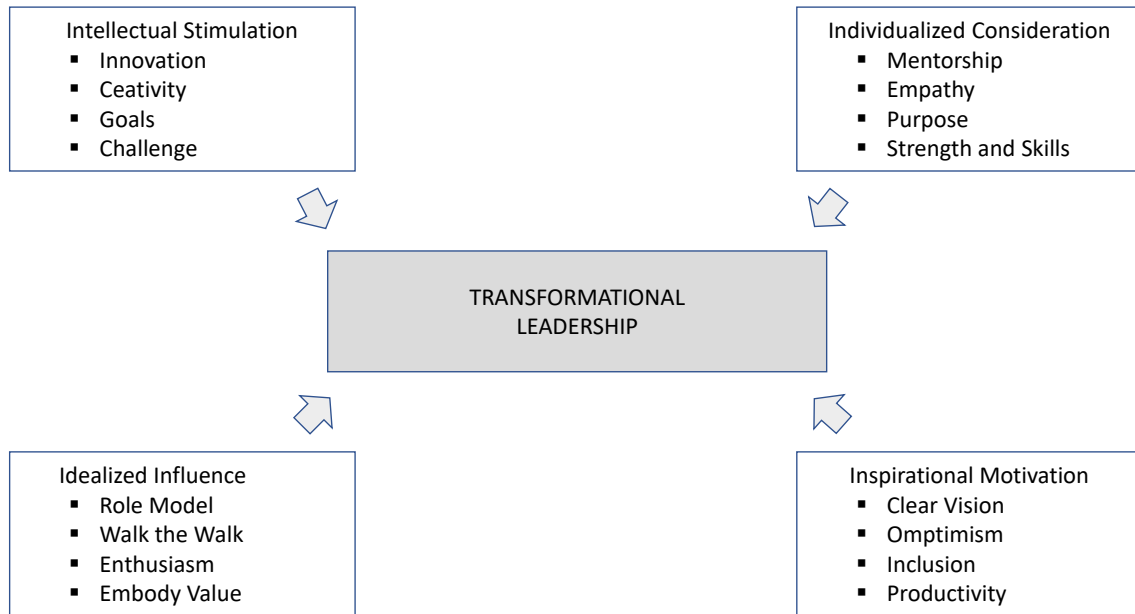 Intellectual Stimulation
▪ Innovation
▪ Ceativity
▪ Goals
▪ Challenge
Individualized Consideration
▪ Mentorship
▪ Empathy
▪ Purpose
▪ Strength and Skills
TRANSFORMATIONAL
LEADERSHIP
Idealized Influence
▪ Role Model
▪ Walk the Walk
▪ Enthusiasm
▪ Embody Value
Inspirational Motivation
▪ Clear Vision
▪ Omptimism
▪ Inclusion
▪ Productivity